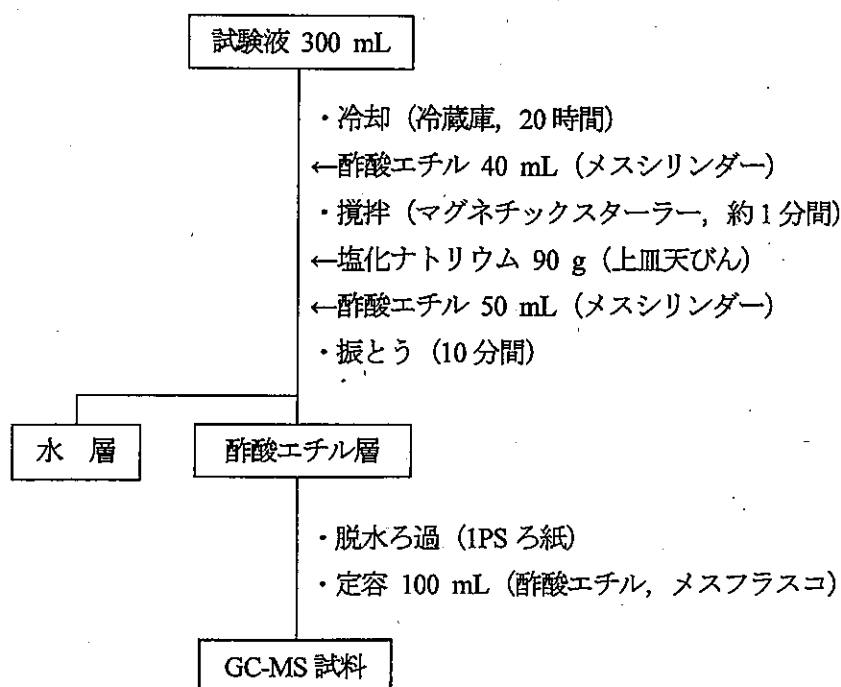 試験液 300 mL
・冷却（冷蔵庫, 20時間）
←酢酸エチル 40 mL（メスシリンダー）
・攪拌（マグネチックスターラー, 約1分間）
←塩化ナトリウム 90 g（上皿天びん）
←酢酸エチル 50 mL（メスシリンダー）
・振とう（10分間）
水 層
酢酸エチル層
・脱水ろ過（1PS ろ紙）
・定容 100 mL（酢酸エチル, メスフラスコ）
GC-MS 試料